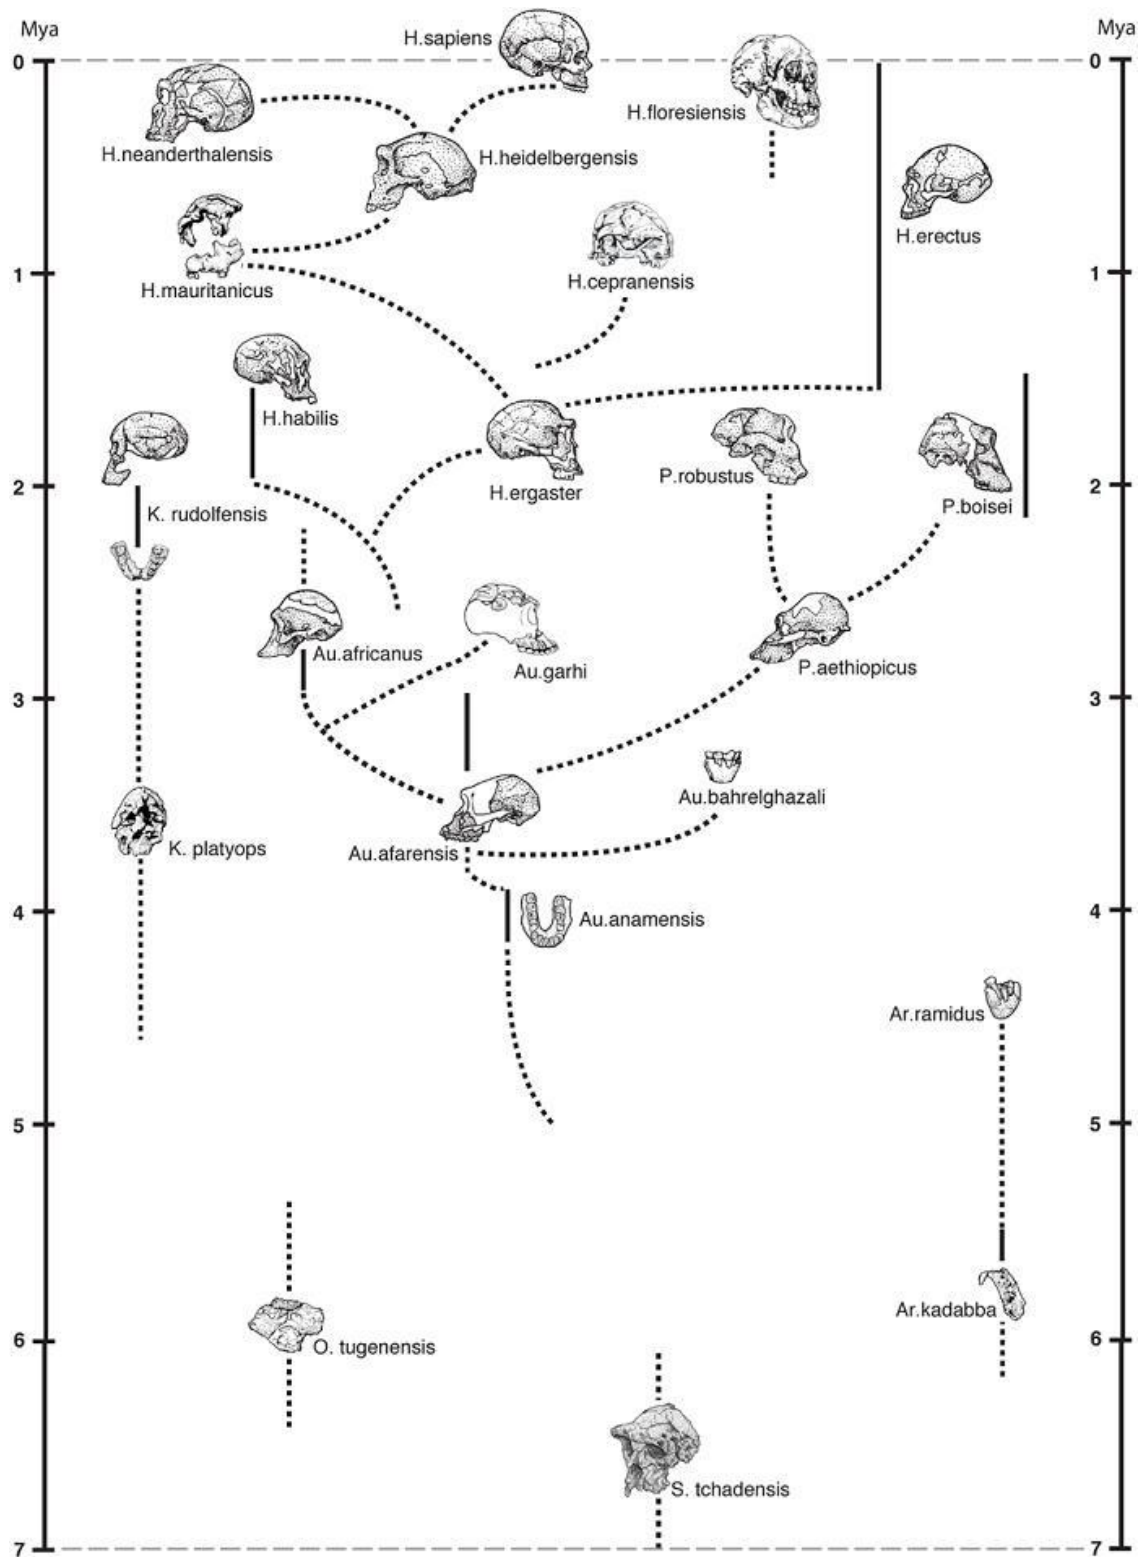 Mya
Mya
H.sapiens
0
0
H.floresiensis
H.neanderthalensis
H.heidelbergensis
H.erectus
1
1
H.cepranensis
H.mauritanicus
H.habilis
P.robustus
2
2
H.ergaster
P.boisei
K. rudolfensis
Au.africanus
Au.garhi
P.aethiopicus
3
3
Au.bahrelghazali
K. platyops
Au.afarensis
4
4
Au.anamensis
Ar.ramidus
5
5
Ar.kadabba
6
6
O. tugenensis
S. tchadensis
7
7